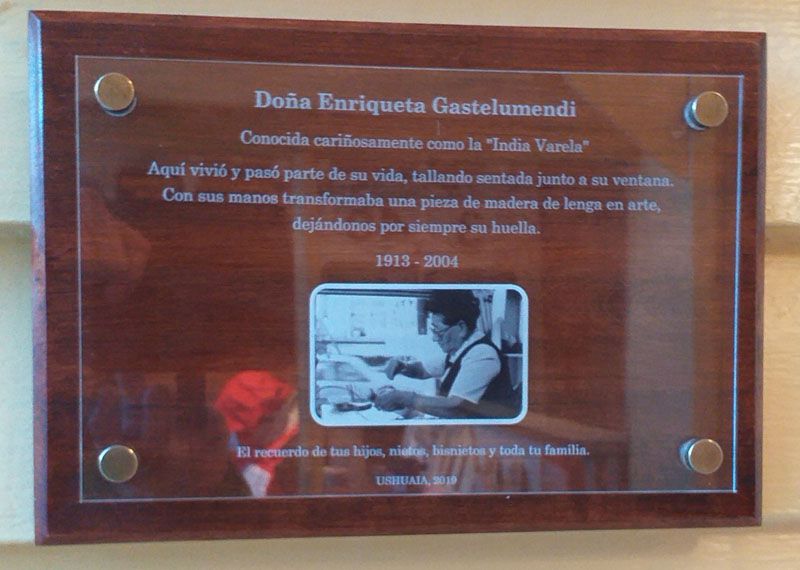 Doña Enriqueta Gastelumendi
Conocida cariñosamente como la "India Varela"
Aquí vivió y pasó parte de su vida, tallando sentada junto a su ventana.
Con sus manos transformaba una pieza de madera de lenga en arte,
dejándonos por siempre su huella.
1913 - 2004
El recuerdo de tus hijos, nietos, bisnietos y toda tu familia.
USHUAIA, 2019